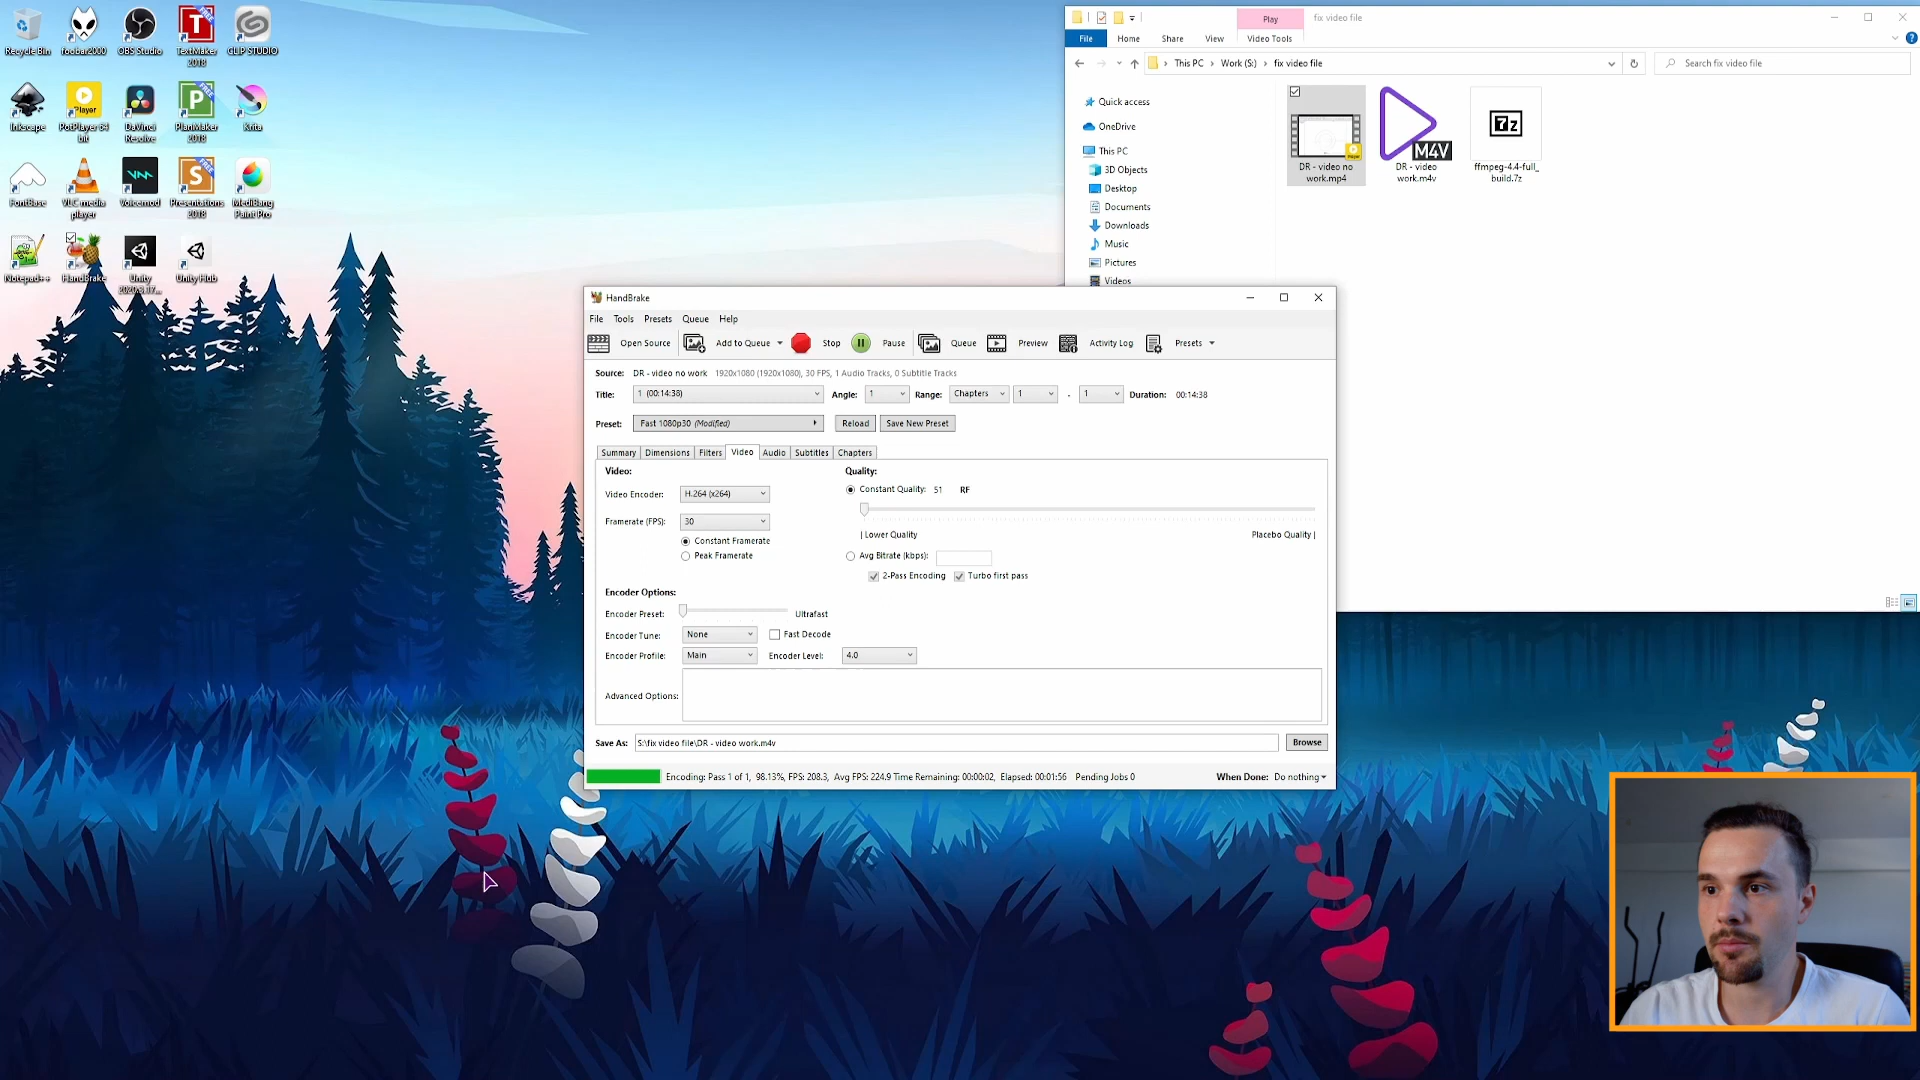 Recycle Bin
foobar2000
OBS Studio
TextMaker
2018
CLIP STUDIO
Inkscape
PotPlayer 64
bit
DaVinci
Resolve
PlanMaker
2018
Krita
FontBase
VLC media
player
Voicemod
Presentations
2018
MediBang
Paint Pro
Notepad++
HandBrake
Unity
2020.3.17...
Unity Hub
Play
fix video file
File
Home
Share
View
Video Tools
This PC > Work (S:) > fix video file
Search fix video file
Quick access
OneDrive
This PC
3D Objects
Desktop
Documents
Downloads
Music
Pictures
Videos
DR - video no
work.mp4
M4V
DR - video
work.m4v
7z
ffmpeg-4.4-full_
build.7z
HandBrake
File Tools Presets Queue Help
Open Source Add to Queue Stop Pause Queue Preview Activity Log Presets
Source: DR - video no work 1920x1080 (1920x1080), 30 FPS, 1 Audio Tracks, 0 Subtitle Tracks
Title: 1 (00:14:38) Angle: 1 Range: Chapters 1 - 1 Duration: 00:14:38
Preset: Fast 1080p30 (Modified) Reload Save New Preset
Summary Dimensions Filters Video Audio Subtitles Chapters
Video: Quality:
Video Encoder: H.264 (x264) Constant Quality: 51 RF
Framerate (FPS): 30
| Lower Quality Placebo Quality |
Constant Framerate
Peak Framerate Avg Bitrate (kbps):
2-Pass Encoding Turbo first pass
Encoder Options:
Encoder Preset: Ultrafast
Encoder Tune: None Fast Decode
Encoder Profile: Main Encoder Level: 4.0
Advanced Options:
Save As: S:\fix video file\DR - video work.m4v Browse
Encoding: Pass 1 of 1, 98.13%, FPS: 208.3, Avg FPS: 224.9 Time Remaining: 00:00:02, Elapsed: 00:01:56 Pending Jobs 0 When Done: Do nothing